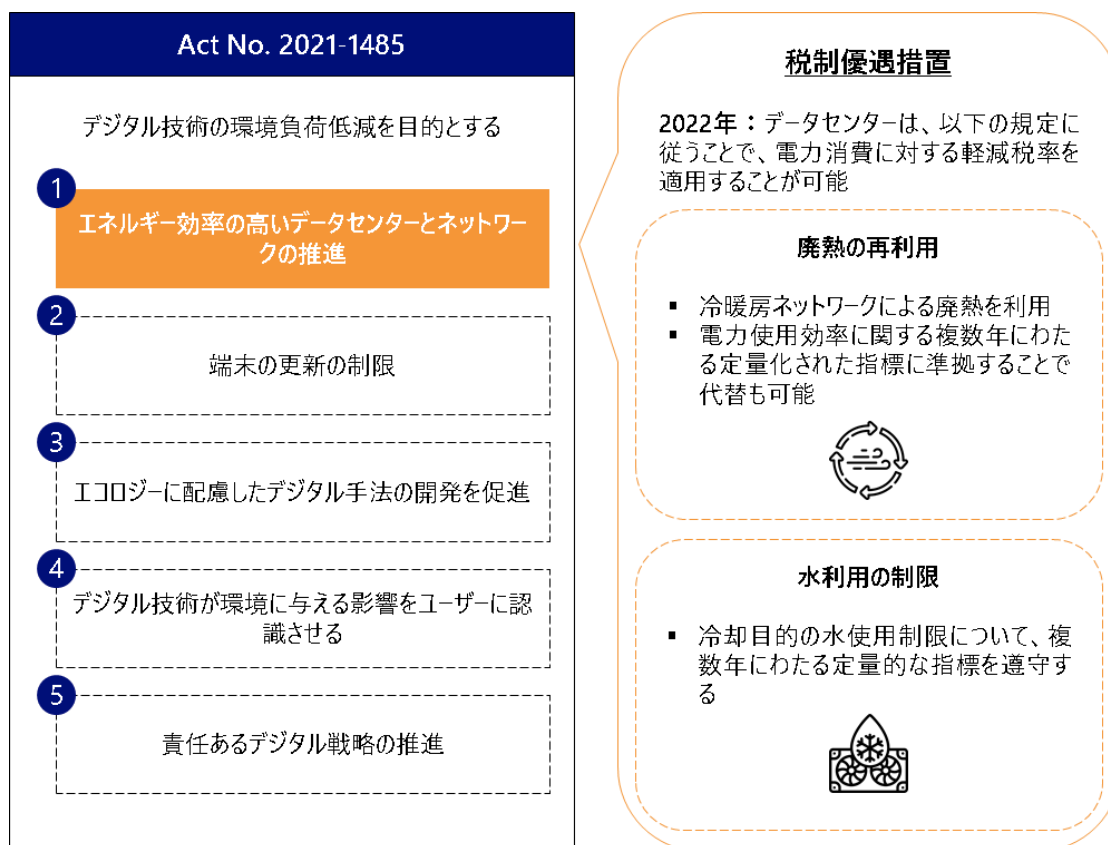 Act No. 2021-1485
デジタル技術の環境負荷低減を目的とする
1
エネルギー効率の高いデータセンターとネットワー
クの推進
2
端末の更新の制限
3
エコロジーに配慮したデジタル手法の開発を促進
4
デジタル技術が環境に与える影響をユーザーに認
識させる
5
責任あるデジタル戦略の推進
税制優遇措置
2022年：データセンターは、以下の規定に
従うことで、電力消費に対する軽減税率を
適用することが可能
廃熱の再利用
▪ 冷暖房ネットワークによる廃熱を利用
▪ 電力使用効率に関する複数年にわた
る定量化された指標に準拠することで
代替も可能
水利用の制限
▪ 冷却目的の水使用制限について、複
数年にわたる定量的な指標を遵守す
る